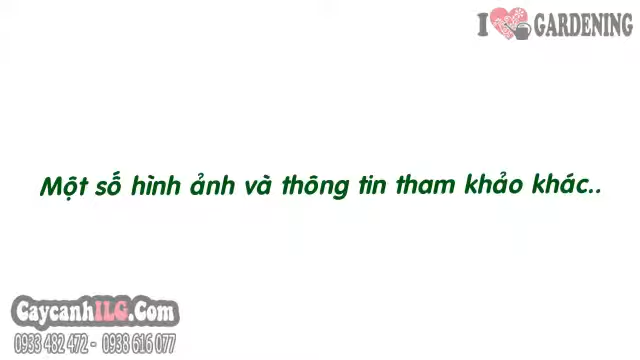 I GARDENING
Một số hình ảnh và thông tin tham khảo khác..
CaycanhILG.Com
0933 482 472 - 0938 616 077